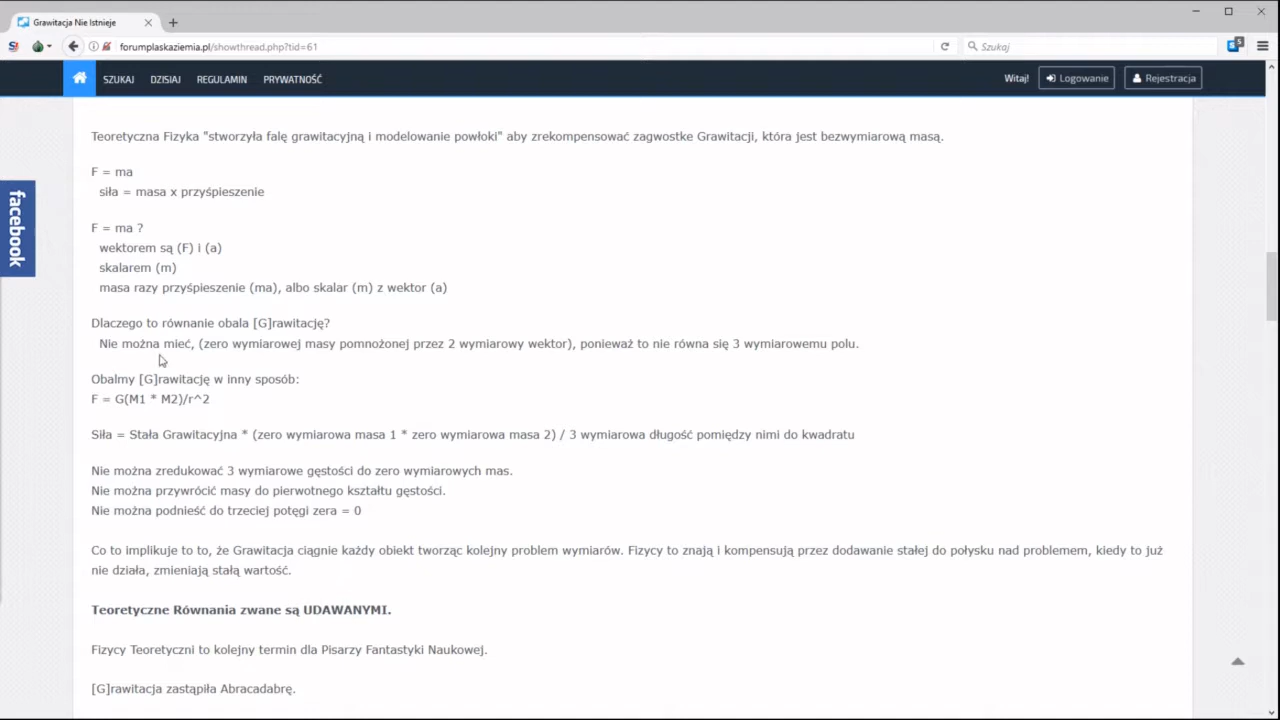 Grawitacja Nie Istnieje
forumplaskaziemia.pl/showthread.php?tid=61
Szukaj
5
SZUKAJ DZISIAJ REGULAMIN PRYWATNOŚĆ
Witaj! Logowanie Rejestracja
facebook
Teoretyczna Fizyka "stworzyła falę grawitacyjną i modelowanie powłoki" aby zrekompensować zagwostke Grawitacji, która jest bezwymiarową masą.
F = ma
siła = masa x przyśpieszenie
F = ma ?
wektorem są (F) i (a)
skalarem (m)
masa razy przyśpieszenie (ma), albo skalar (m) z wektor (a)
Dlaczego to równanie obala [G]rawitację?
Nie można mieć, (zero wymiarowej masy pomnożonej przez 2 wymiarowy wektor), ponieważ to nie równa się 3 wymiarowemu polu.
Obalmy [G]rawitację w inny sposób:
F = G(M1 * M2)/r^2
Siła = Stała Grawitacyjna * (zero wymiarowa masa 1 * zero wymiarowa masa 2) / 3 wymiarowa długość pomiędzy nimi do kwadratu
Nie można zredukować 3 wymiarowe gęstości do zero wymiarowych mas.
Nie można przywrócić masy do pierwotnego kształtu gęstości.
Nie można podnieść do trzeciej potęgi zera = 0
Co to implikuje to to, że Grawitacja ciągnie każdy obiekt tworząc kolejny problem wymiarów. Fizycy to znają i kompensują przez dodawanie stałej do połysku nad problemem, kiedy to już
nie działa, zmieniają stałą wartość.
Teoretyczne Równania zwane są UDAWANYMI.
Fizycy Teoretyczni to kolejny termin dla Pisarzy Fantastyki Naukowej.
[G]rawitacja zastąpiła Abracadabrę.